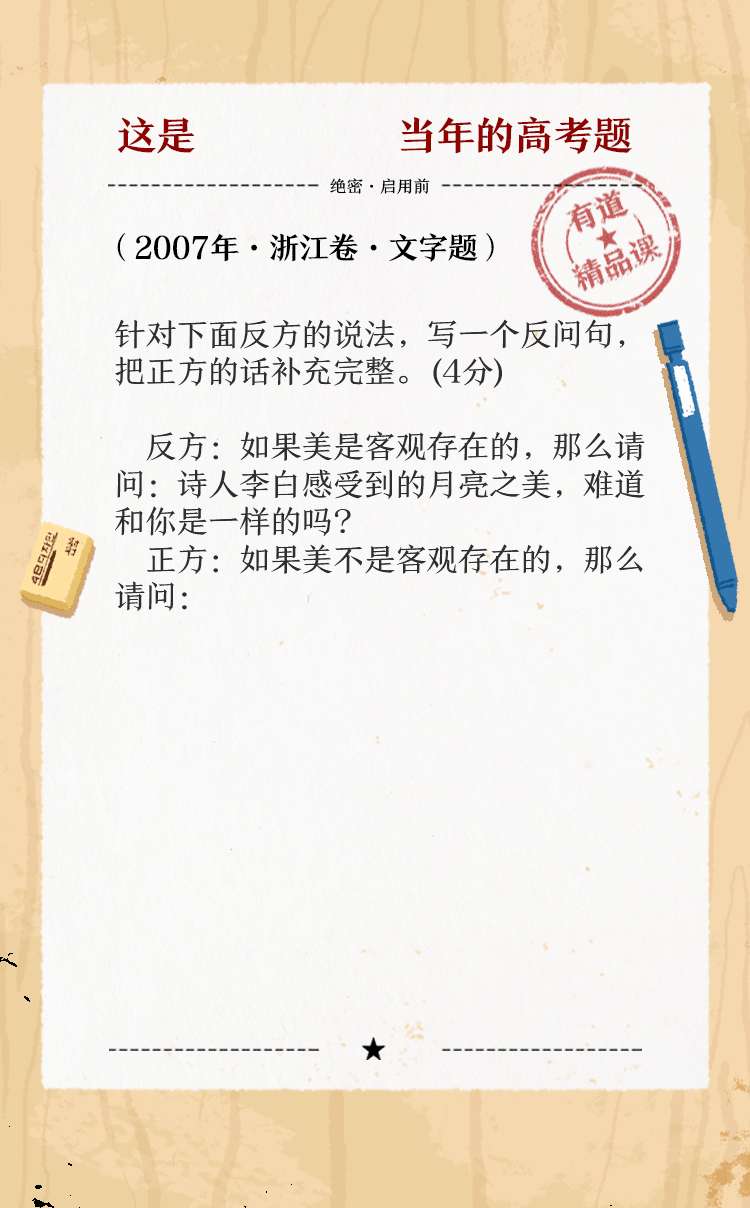 这是 当年的高考题
绝密·启用前
有道
精品课
（2007年·浙江卷·文字题）
针对下面反方的说法，写一个反问句，
把正方的话补充完整。(4分)
反方：如果美是客观存在的，那么请
问：诗人李白感受到的月亮之美，难道
和你是一样的吗？
正方：如果美不是客观存在的，那么
请问：